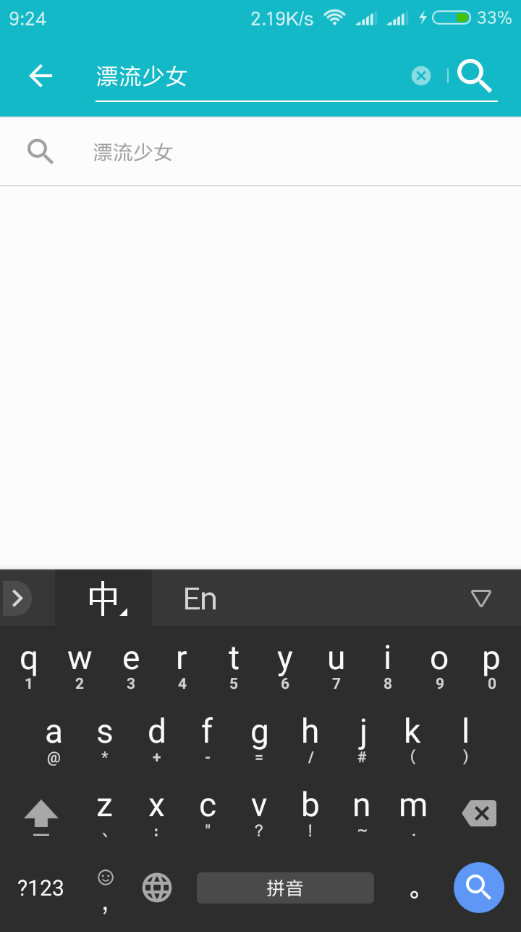 9:24 2.19K/s 33%
漂流少女
漂流少女
中 En
q w e r t y u i o p
1 2 3 4 5 6 7 8 9 0
a s d f g h j k l
@ * + - = / # ( )
z x c v b n m
、 : " ? ! ~ .
?123 , 拼音 。